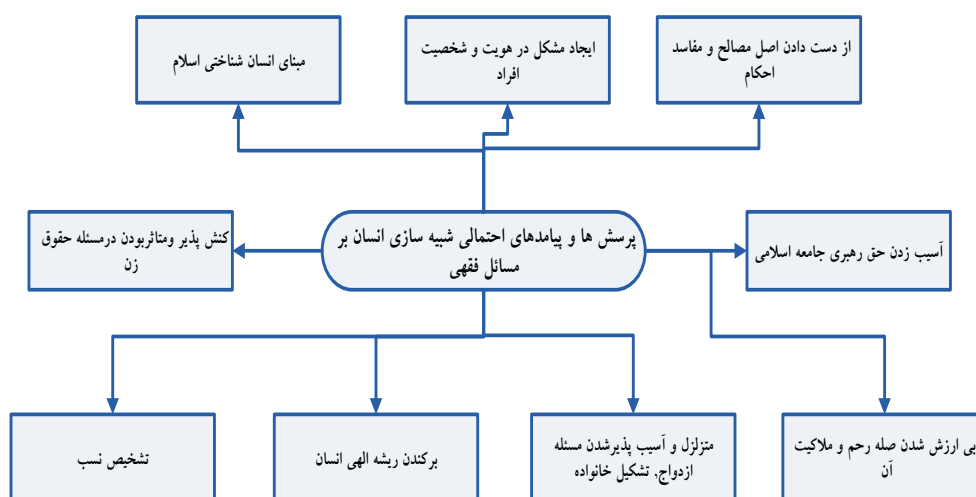 از دست دادن اصل مصالح و مفاسد
احکام
ایجاد مشکل در هویت و شخصیت
افراد
مبنای انسان شناختی اسلام
آسیب زدن حق رهبری جامعه اسلامی
پرسش ها و پیامدهای احتمالی شبیه سازی انسان بر
مسائل فقهی
کنش پذیر ومتاثربودن درمسئله حقوق
زن
بی ارزش شدن صله رحم و ملاکیت
آن
متزلزل و آسیب پذیرشدن مسئله
ازدواج, تشکیل خانواده
برکندن ریشه الهی انسان
تشخیص نسب